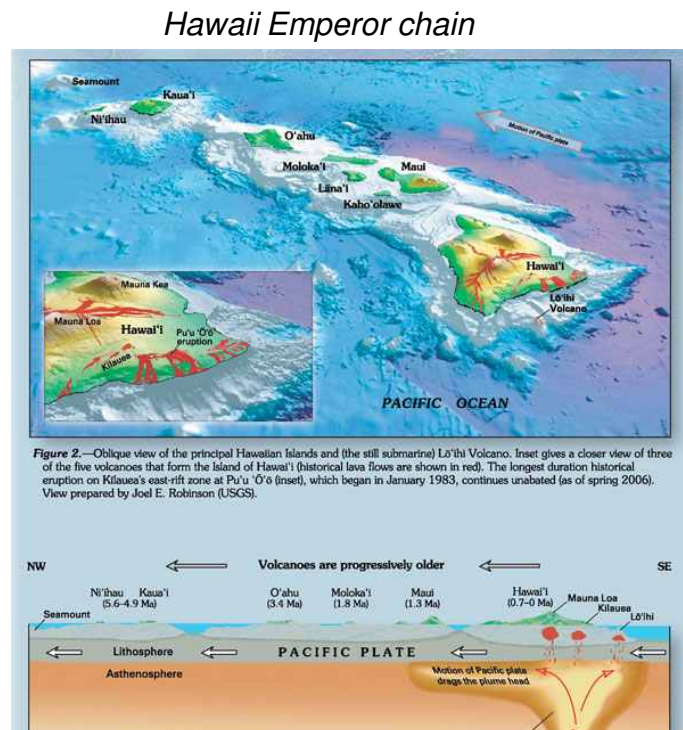 Hawaii Emperor chain
Seamount
Kaua'i
Ni'ihau
O'ahu
Motion of Pacific plate
Moloka'i
Maui
Lāna'i
Kaho'olawe
Hawai'i
Lō'ihi
Volcano
Mauna Kea
Mauna Loa
Hawai'i
Pu'u 'Ō'ō
eruption
Kilauea
PACIFIC OCEAN
Figure 2.—Oblique view of the principal Hawaiian Islands and (the still submarine) Lō'ihi Volcano. Inset gives a closer view of three
of the five volcanoes that form the Island of Hawai'i (historical lava flows are shown in red). The longest duration historical
eruption on Kīlauea's east-rift zone at Pu'u 'Ō'ō (inset), which began in January 1983, continues unabated (as of spring 2006).
View prepared by Joel E. Robinson (USGS).
NW
Volcanoes are progressively older
SE
Ni'ihau Kaua'i
(5.6–4.9 Ma)
O'ahu
(3.4 Ma)
Moloka'i
(1.8 Ma)
Maui
(1.3 Ma)
Hawai'i
(0.7–0 Ma)
Mauna Loa
Kilauea
Lō'ihi
Seamount
Lithosphere
PACIFIC PLATE
Asthenosphere
Motion of Pacific plate
drags the plume head